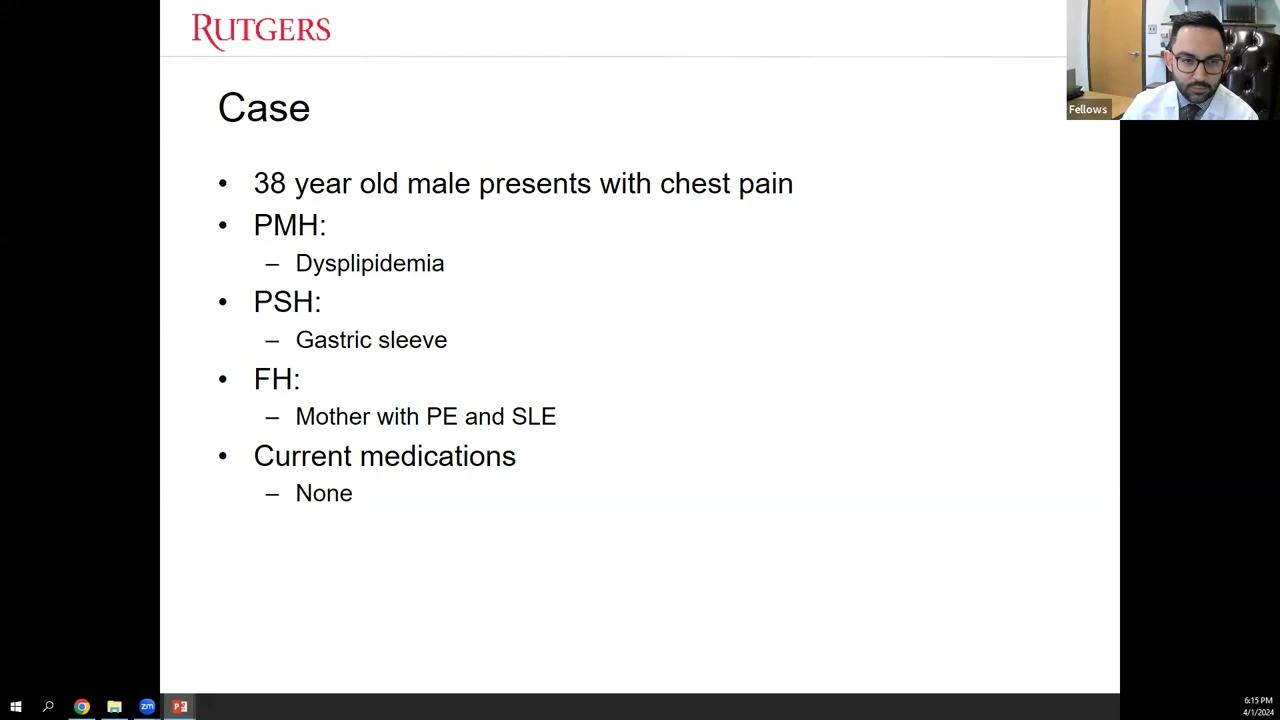 RUTGERS
Fellows
Case
• 38 year old male presents with chest pain
• PMH:
– Dysplipidemia
• PSH:
– Gastric sleeve
• FH:
– Mother with PE and SLE
• Current medications
– None
zm
P
6:15 PM
4/1/2024